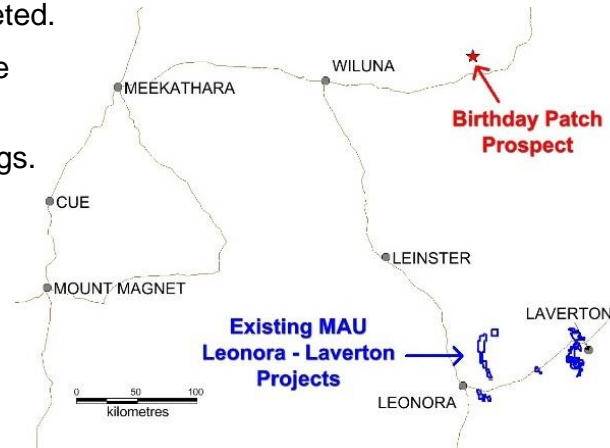 eted.
e
gs.
WILUNA
MEEKATHARA
Birthday Patch
Prospect
CUE
LEINSTER
MOUNT MAGNET
LAVERTON
Existing MAU
Leonora - Laverton
Projects
LEONORA
0 50 100
kilometres